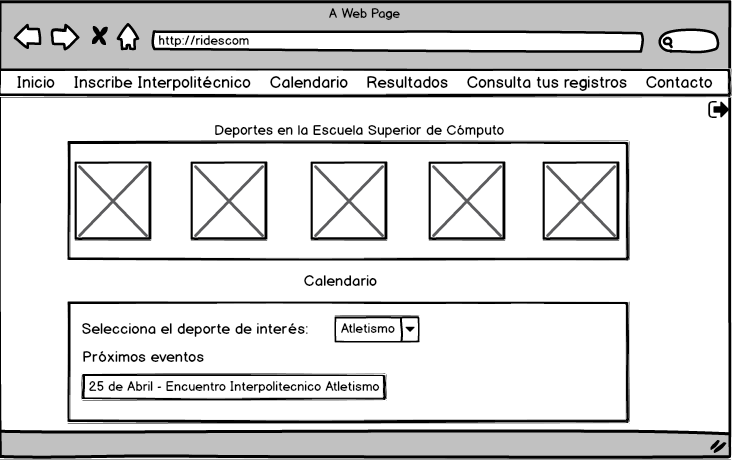 A Web Page
http://ridescom
Inicio Inscribe Interpolitécnico Calendario Resultados Consulta tus registros Contacto
Deportes en la Escuela Superior de Cómputo
Calendario
Selecciona el deporte de interés: Atletismo
Próximos eventos
25 de Abril - Encuentro Interpolitecnico Atletismo